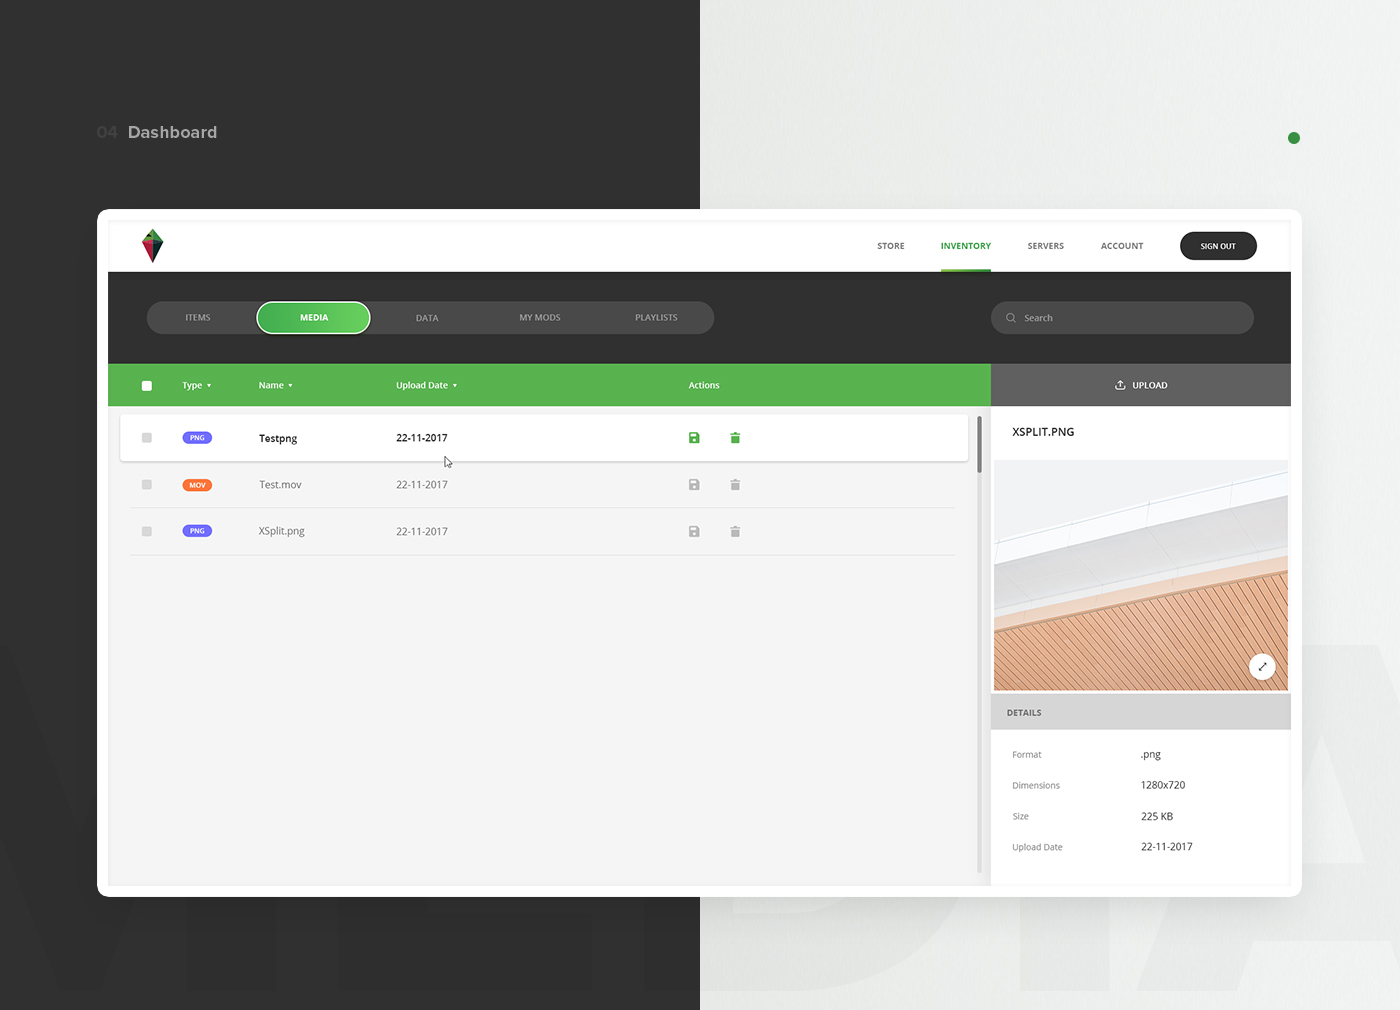 04 Dashboard
STORE INVENTORY SERVERS ACCOUNT SIGN OUT
ITEMS MEDIA DATA MY MODS PLAYLISTS Search
Type Name Upload Date Actions UPLOAD
PNG Testpng 22-11-2017
MOV Test.mov 22-11-2017
PNG XSplit.png 22-11-2017
XSPLIT.PNG
DETAILS
Format .png
Dimensions 1280x720
Size 225 KB
Upload Date 22-11-2017
MEDIA